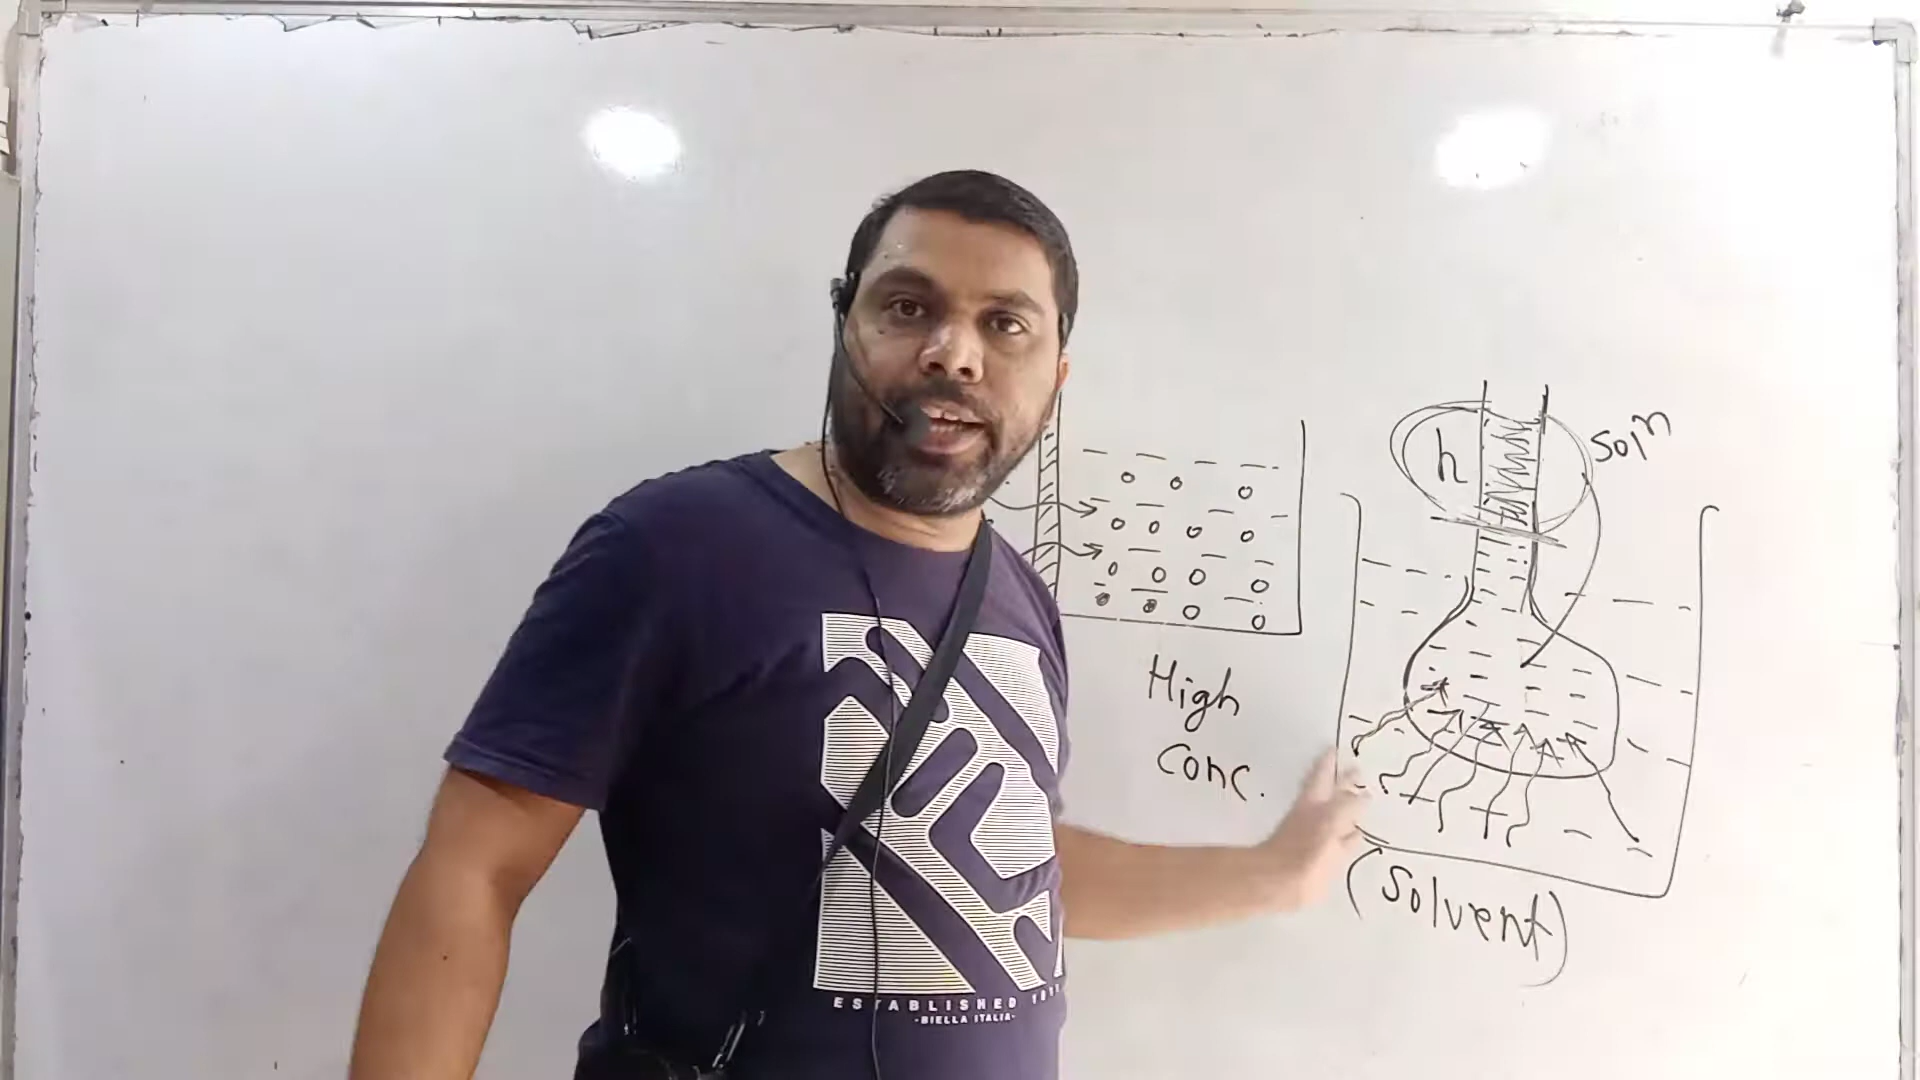 h
Solⁿ
High
Conc.
(Solvent)
ESTABLISHED
-BIELLA ITALIA-